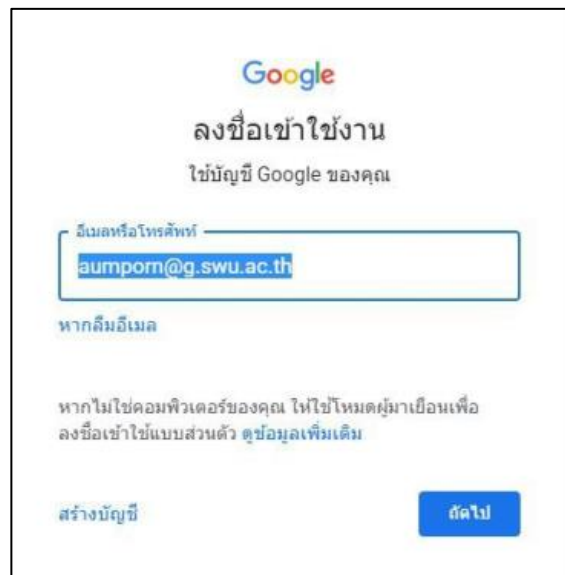 Google
ลงชื่อเข้าใช้งาน
ใช้บัญชี Google ของคุณ
อีเมลหรือโทรศัพท์
aumporn@g.swu.ac.th
หากลืมอีเมล
หากไม่ใช่คอมพิวเตอร์ของคุณ ให้ใช้โหมดผู้มาเยือนเพื่อ
ลงชื่อเข้าใช้แบบส่วนตัว ดูข้อมูลเพิ่มเติม
สร้างบัญชี
ถัดไป